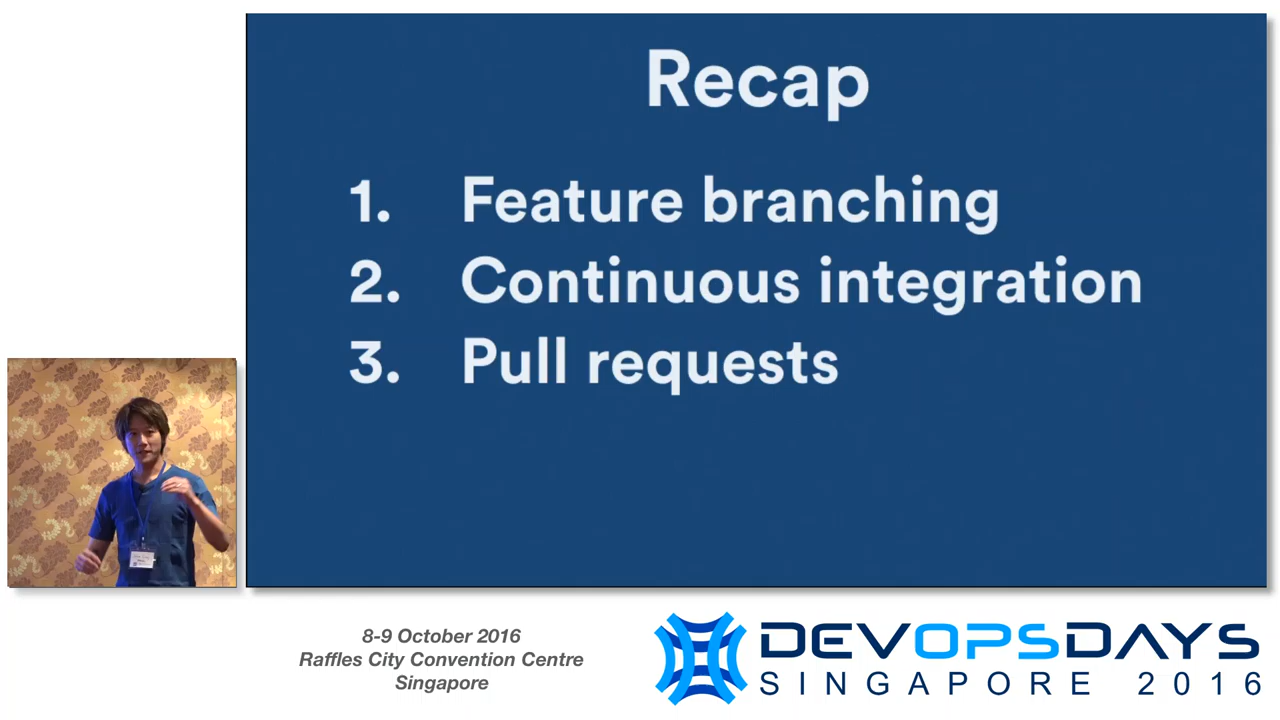 Recap
1. Feature branching
2. Continuous integration
3. Pull requests
8-9 October 2016
Raffles City Convention Centre
Singapore
DEVOPSDAYS
SINGAPORE 2016